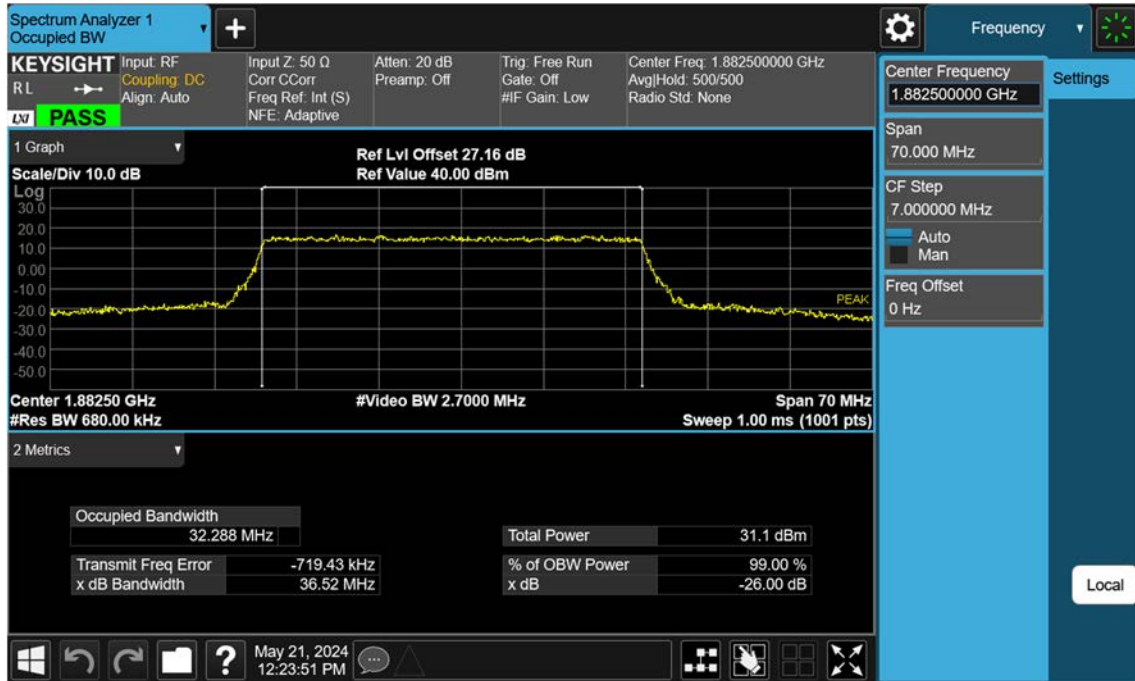 Spectrum Analyzer 1
Occupied BW
Frequency
KEYSIGHT
R L
LXI PASS
Input: RF
Coupling: DC
Align: Auto
Input Z: 50 Ω
Corr CCorr
Freq Ref: Int (S)
NFE: Adaptive
Atten: 20 dB
Preamp: Off
Trig: Free Run
Gate: Off
#IF Gain: Low
Center Freq: 1.882500000 GHz
Avg|Hold: 500/500
Radio Std: None
Center Frequency
1.882500000 GHz
Settings
Span
70.000 MHz
CF Step
7.000000 MHz
Auto
Man
Freq Offset
0 Hz
Local
1 Graph
Scale/Div 10.0 dB
Ref Lvl Offset 27.16 dB
Ref Value 40.00 dBm
Log
30.0
20.0
10.0
0.00
-10.0
-20.0
-30.0
-40.0
-50.0
PEAK
Center 1.88250 GHz
#Video BW 2.7000 MHz
Span 70 MHz
#Res BW 680.00 kHz
Sweep 1.00 ms (1001 pts)
2 Metrics
Occupied Bandwidth
32.288 MHz
Total Power 31.1 dBm
Transmit Freq Error -719.43 kHz
% of OBW Power 99.00 %
x dB Bandwidth 36.52 MHz
x dB -26.00 dB
?
May 21, 2024
12:23:51 PM